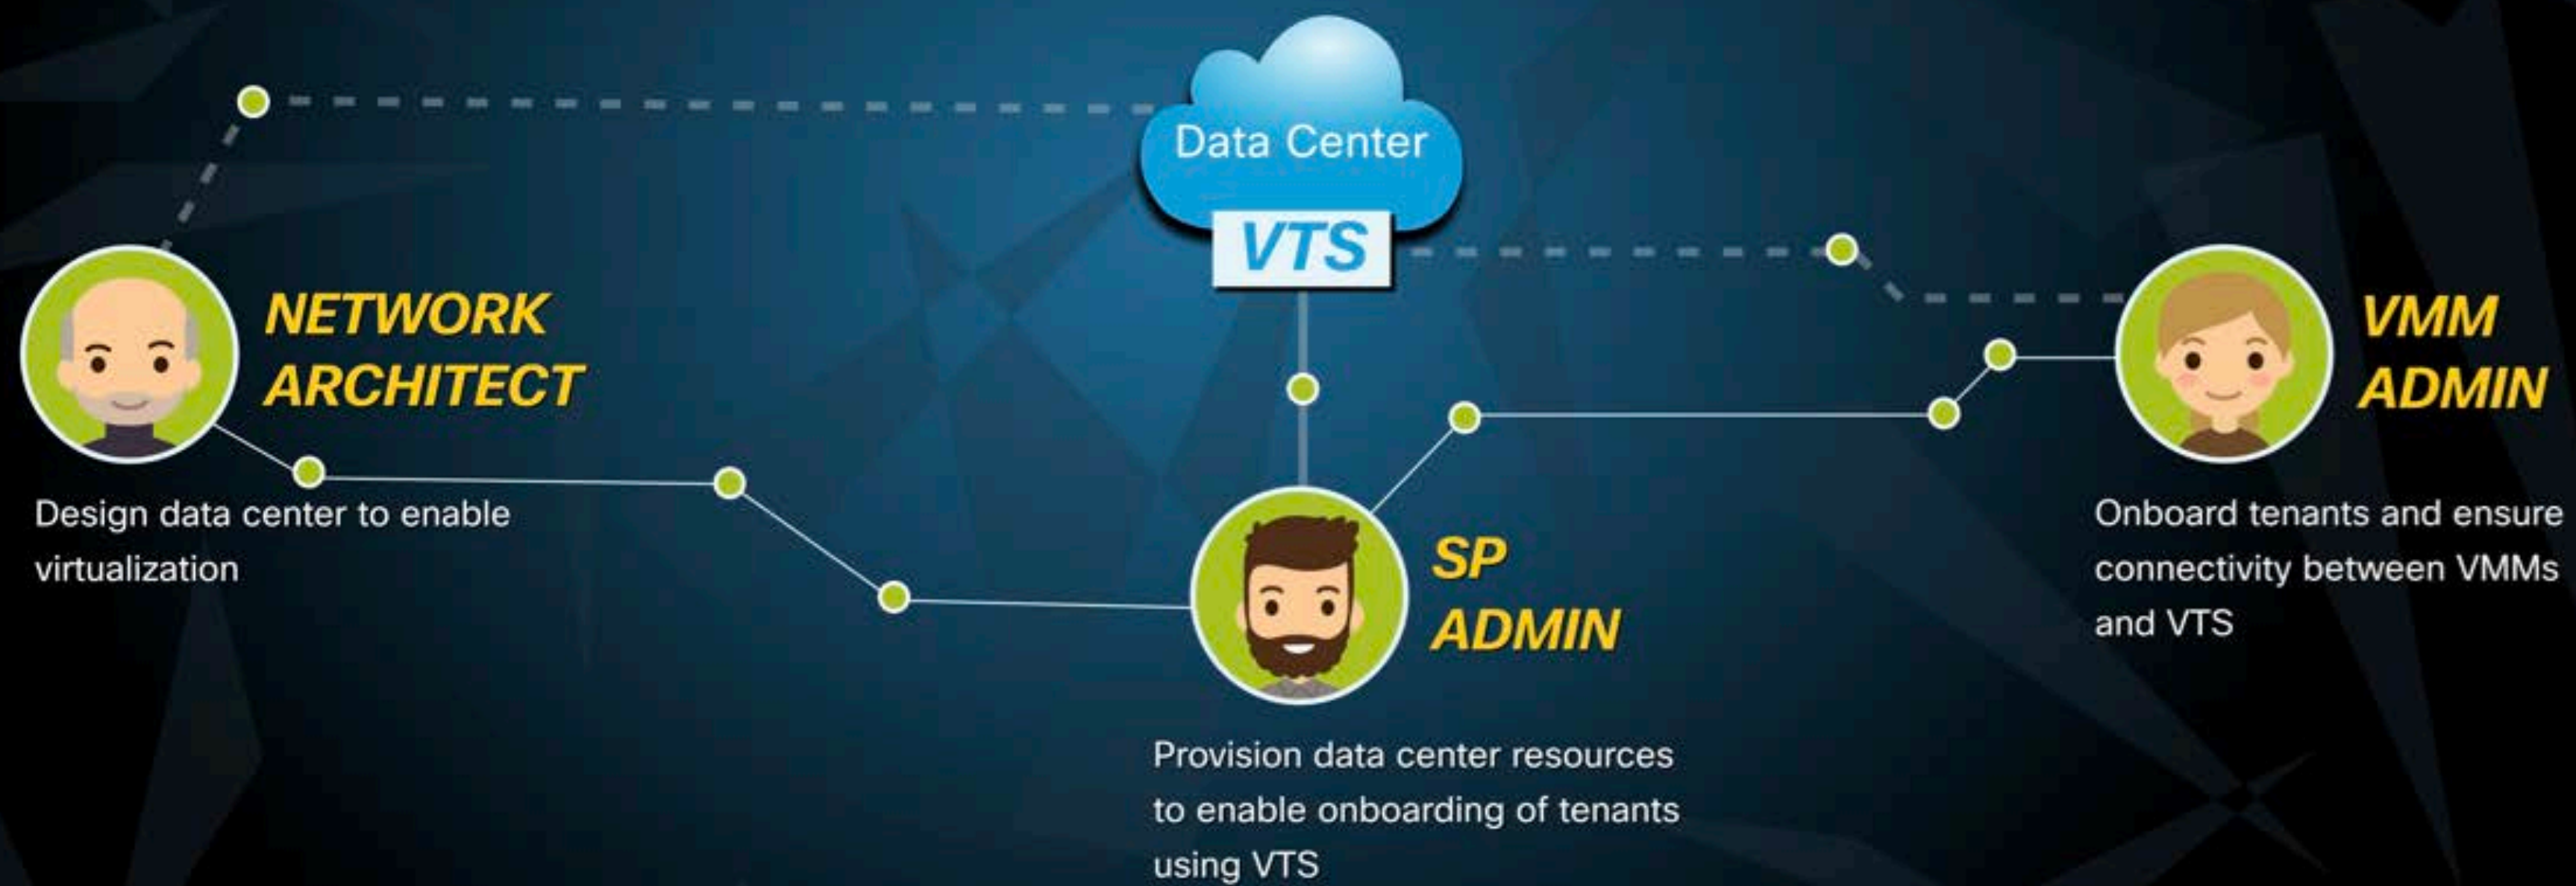 Data Center
VTS
NETWORK
ARCHITECT
Design data center to enable
virtualization
SP
ADMIN
Provision data center resources
to enable onboarding of tenants
using VTS
VMM
ADMIN
Onboard tenants and ensure
connectivity between VMMs
and VTS